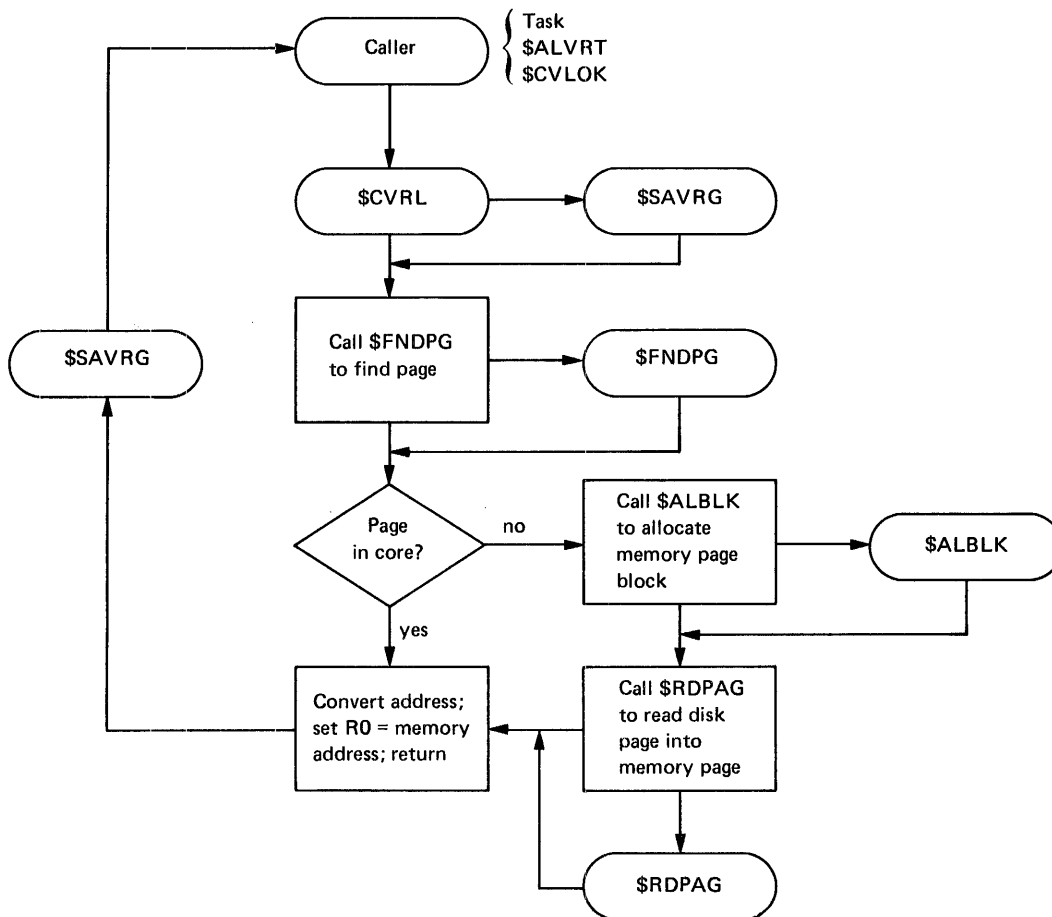 Caller
Task
$ALVRT
$CVLOK
$CVRL
$SAVRG
Call $FNDPG
to find page
$FNDPG
$SAVRG
Page
in core?
no
yes
Call $ALBLK
to allocate
memory page
block
$ALBLK
Convert address;
set R0 = memory
address; return
Call $RDPAG
to read disk
page into
memory page
$RDPAG